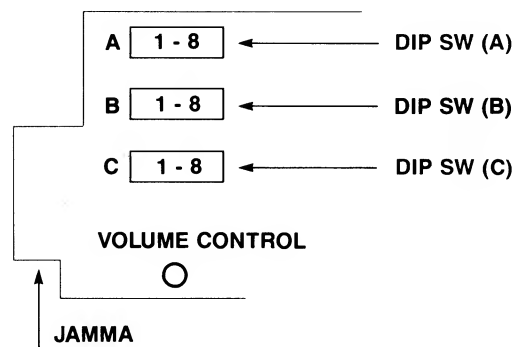 A 1 - 8 DIP SW (A)
B 1 - 8 DIP SW (B)
C 1 - 8 DIP SW (C)
VOLUME CONTROL
JAMMA